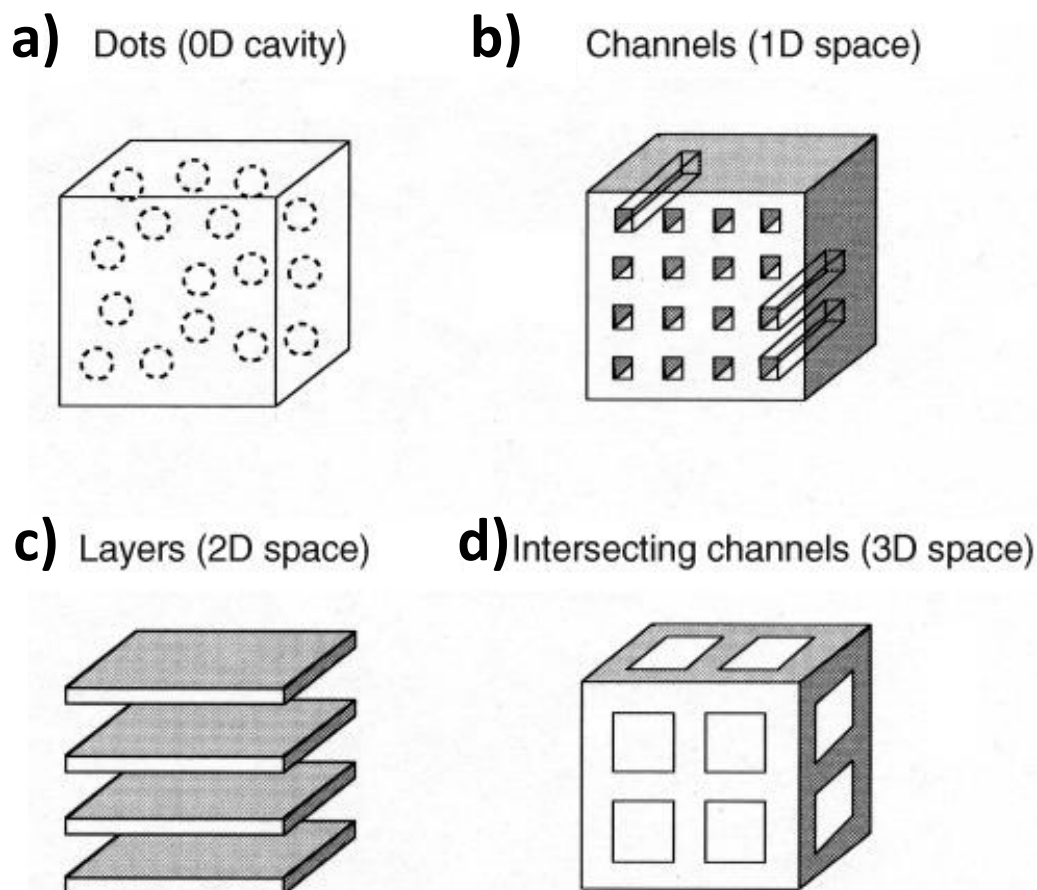 a) Dots (0D cavity)
b) Channels (1D space)
c) Layers (2D space)
d) Intersecting channels (3D space)